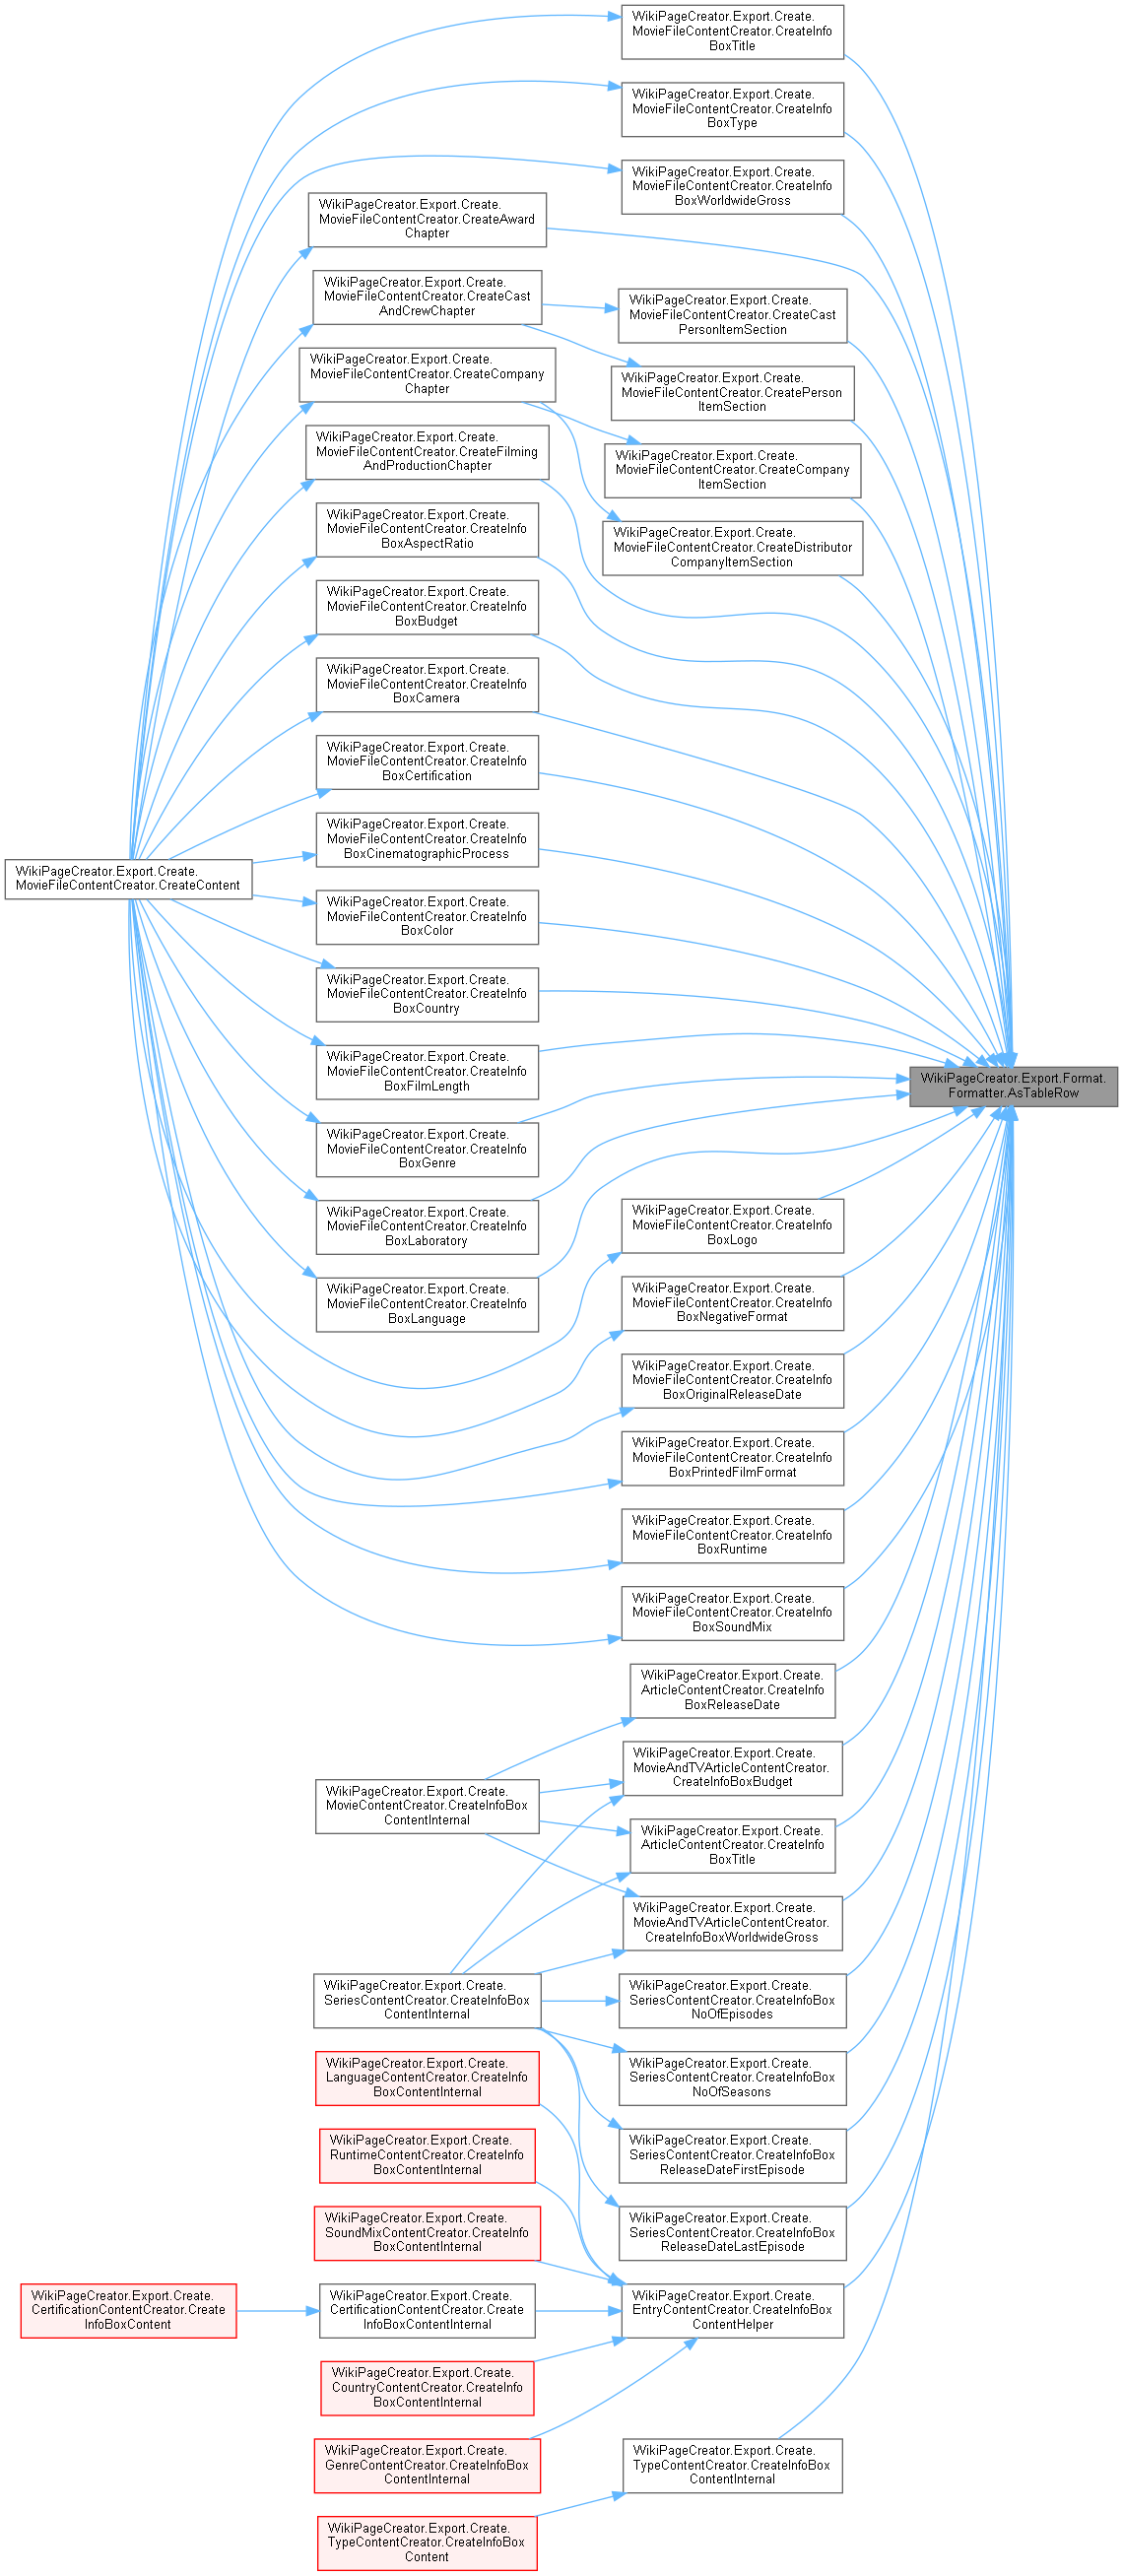 WikiPageCreator.Export.Create.
MovieFileContentCreator.CreateInfo
BoxTitle
WikiPageCreator.Export.Create.
MovieFileContentCreator.CreateInfo
BoxType
WikiPageCreator.Export.Create.
MovieFileContentCreator.CreateInfo
BoxWorldwideGross
WikiPageCreator.Export.Create.
MovieFileContentCreator.CreateAward
Chapter
WikiPageCreator.Export.Create.
MovieFileContentCreator.CreateCast
AndCrewChapter
WikiPageCreator.Export.Create.
MovieFileContentCreator.CreateCast
PersonItemSection
WikiPageCreator.Export.Create.
MovieFileContentCreator.CreateCompany
Chapter
WikiPageCreator.Export.Create.
MovieFileContentCreator.CreatePerson
ItemSection
WikiPageCreator.Export.Create.
MovieFileContentCreator.CreateFilming
AndProductionChapter
WikiPageCreator.Export.Create.
MovieFileContentCreator.CreateCompany
ItemSection
WikiPageCreator.Export.Create.
MovieFileContentCreator.CreateInfo
BoxAspectRatio
WikiPageCreator.Export.Create.
MovieFileContentCreator.CreateDistributor
CompanyItemSection
WikiPageCreator.Export.Create.
MovieFileContentCreator.CreateInfo
BoxBudget
WikiPageCreator.Export.Create.
MovieFileContentCreator.CreateInfo
BoxCamera
WikiPageCreator.Export.Create.
MovieFileContentCreator.CreateInfo
BoxCertification
WikiPageCreator.Export.Create.
MovieFileContentCreator.CreateInfo
BoxCinematographicProcess
WikiPageCreator.Export.Create.
MovieFileContentCreator.CreateContent
WikiPageCreator.Export.Create.
MovieFileContentCreator.CreateInfo
BoxColor
WikiPageCreator.Export.Create.
MovieFileContentCreator.CreateInfo
BoxCountry
WikiPageCreator.Export.Create.
MovieFileContentCreator.CreateInfo
BoxFilmLength
WikiPageCreator.Export.Format.
Formatter.AsTableRow
WikiPageCreator.Export.Create.
MovieFileContentCreator.CreateInfo
BoxGenre
WikiPageCreator.Export.Create.
MovieFileContentCreator.CreateInfo
BoxLaboratory
WikiPageCreator.Export.Create.
MovieFileContentCreator.CreateInfo
BoxLogo
WikiPageCreator.Export.Create.
MovieFileContentCreator.CreateInfo
BoxLanguage
WikiPageCreator.Export.Create.
MovieFileContentCreator.CreateInfo
BoxNegativeFormat
WikiPageCreator.Export.Create.
MovieFileContentCreator.CreateInfo
BoxOriginalReleaseDate
WikiPageCreator.Export.Create.
MovieFileContentCreator.CreateInfo
BoxPrintedFilmFormat
WikiPageCreator.Export.Create.
MovieFileContentCreator.CreateInfo
BoxRuntime
WikiPageCreator.Export.Create.
MovieFileContentCreator.CreateInfo
BoxSoundMix
WikiPageCreator.Export.Create.
ArticleContentCreator.CreateInfo
BoxReleaseDate
WikiPageCreator.Export.Create.
MovieAndTVArticleContentCreator.
CreateInfoBoxBudget
WikiPageCreator.Export.Create.
MovieContentCreator.CreateInfoBox
ContentInternal
WikiPageCreator.Export.Create.
ArticleContentCreator.CreateInfo
BoxTitle
WikiPageCreator.Export.Create.
MovieAndTVArticleContentCreator.
CreateInfoBoxWorldwideGross
WikiPageCreator.Export.Create.
SeriesContentCreator.CreateInfoBox
ContentInternal
WikiPageCreator.Export.Create.
SeriesContentCreator.CreateInfoBox
NoOfEpisodes
WikiPageCreator.Export.Create.
LanguageContentCreator.CreateInfo
BoxContentInternal
WikiPageCreator.Export.Create.
SeriesContentCreator.CreateInfoBox
NoOfSeasons
WikiPageCreator.Export.Create.
RuntimeContentCreator.CreateInfo
BoxContentInternal
WikiPageCreator.Export.Create.
SeriesContentCreator.CreateInfoBox
ReleaseDateFirstEpisode
WikiPageCreator.Export.Create.
SoundMixContentCreator.CreateInfo
BoxContentInternal
WikiPageCreator.Export.Create.
SeriesContentCreator.CreateInfoBox
ReleaseDateLastEpisode
WikiPageCreator.Export.Create.
CertificationContentCreator.Create
InfoBoxContent
WikiPageCreator.Export.Create.
CertificationContentCreator.Create
InfoBoxContentInternal
WikiPageCreator.Export.Create.
EntryContentCreator.CreateInfoBox
ContentHelper
WikiPageCreator.Export.Create.
CountryContentCreator.CreateInfo
BoxContentInternal
WikiPageCreator.Export.Create.
GenreContentCreator.CreateInfoBox
ContentInternal
WikiPageCreator.Export.Create.
TypeContentCreator.CreateInfoBox
ContentInternal
WikiPageCreator.Export.Create.
TypeContentCreator.CreateInfoBox
Content